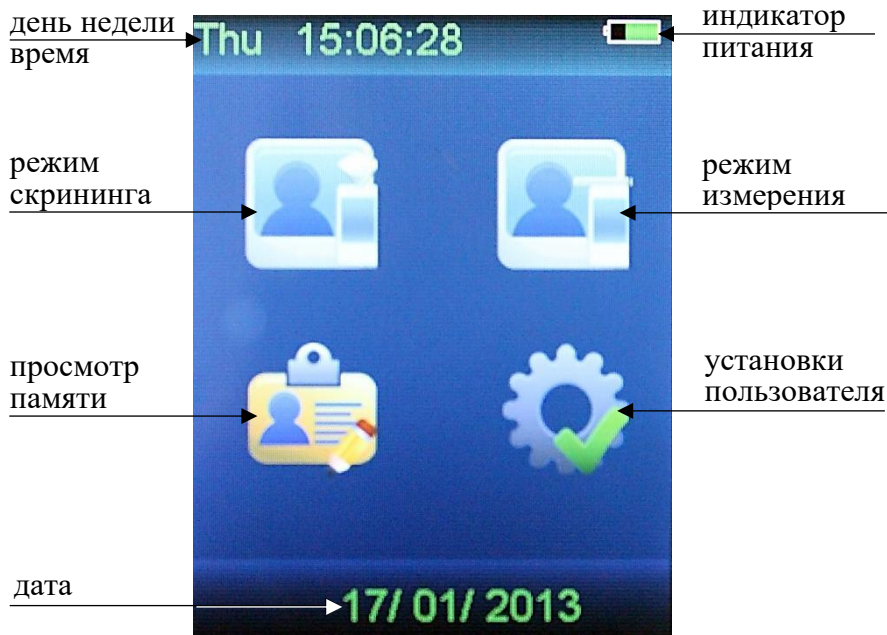 день недели
время
Thu 15:06:28
индикатор
питания
режим
скрининга
режим
измерения
просмотр
памяти
установки
пользователя
дата
17/ 01/ 2013